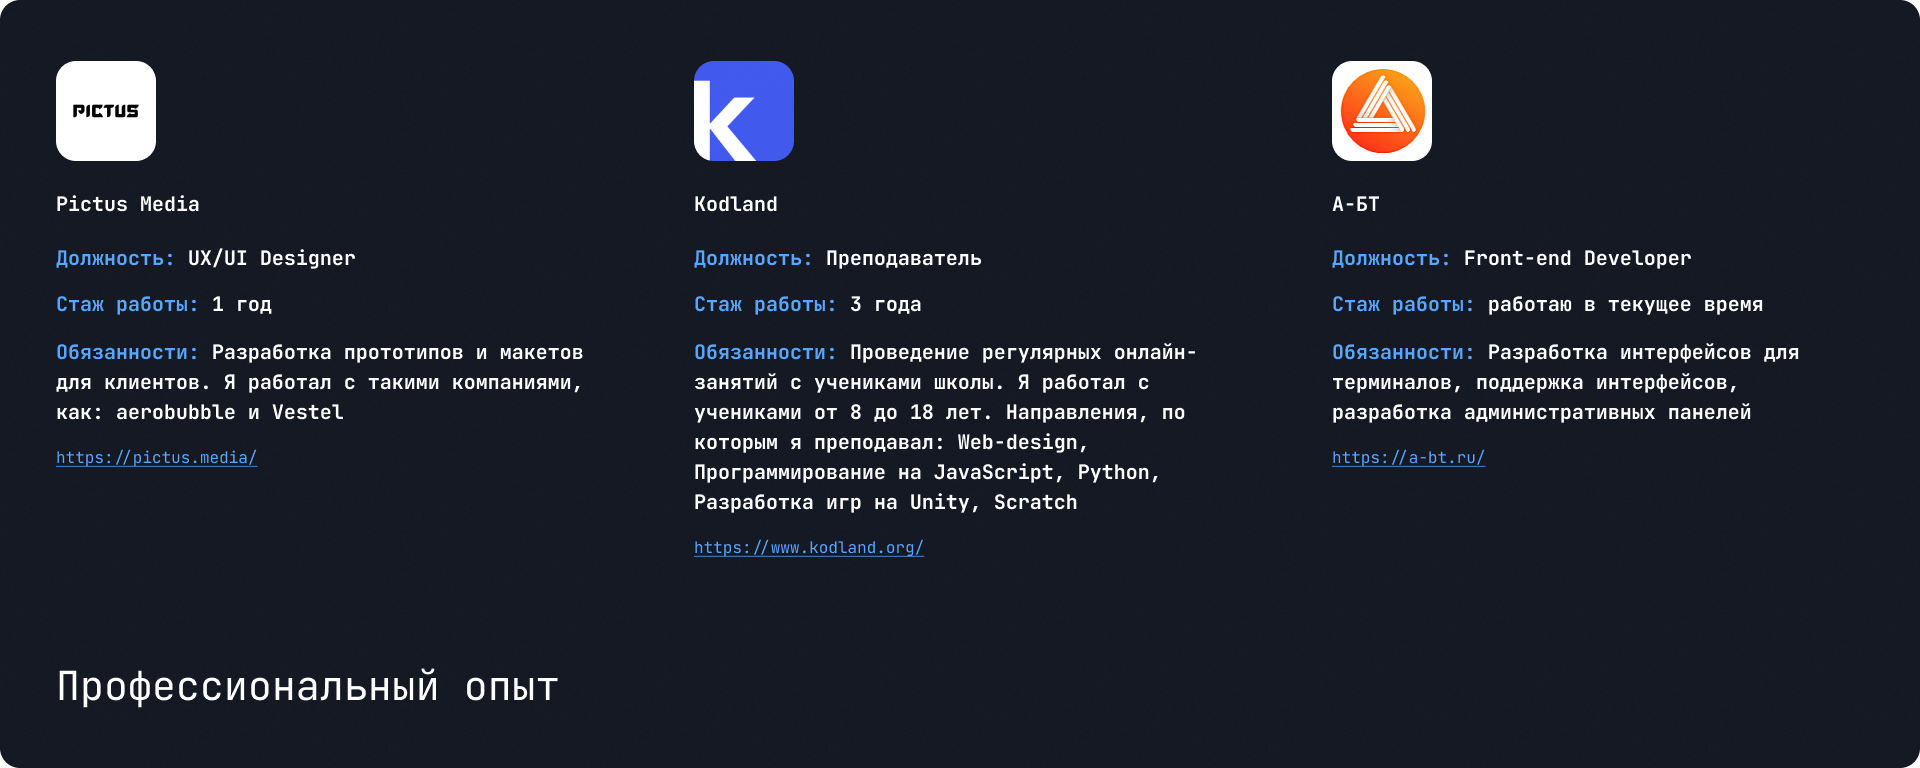 PICTUS
Pictus Media
Должность: UX/UI Designer
Стаж работы: 1 год
Обязанности: Разработка прототипов и макетов
для клиентов. Я работал с такими компаниями,
как: aerobubble и Vestel
https://pictus.media/
k
Kodland
Должность: Преподаватель
Стаж работы: 3 года
Обязанности: Проведение регулярных онлайн-
занятий с учениками школы. Я работал с
учениками от 8 до 18 лет. Направления, по
которым я преподавал: Web-design,
Программирование на JavaScript, Python,
Разработка игр на Unity, Scratch
https://www.kodland.org/
А-БТ
Должность: Front-end Developer
Стаж работы: работаю в текущее время
Обязанности: Разработка интерфейсов для
терминалов, поддержка интерфейсов,
разработка административных панелей
https://a-bt.ru/
Профессиональный опыт